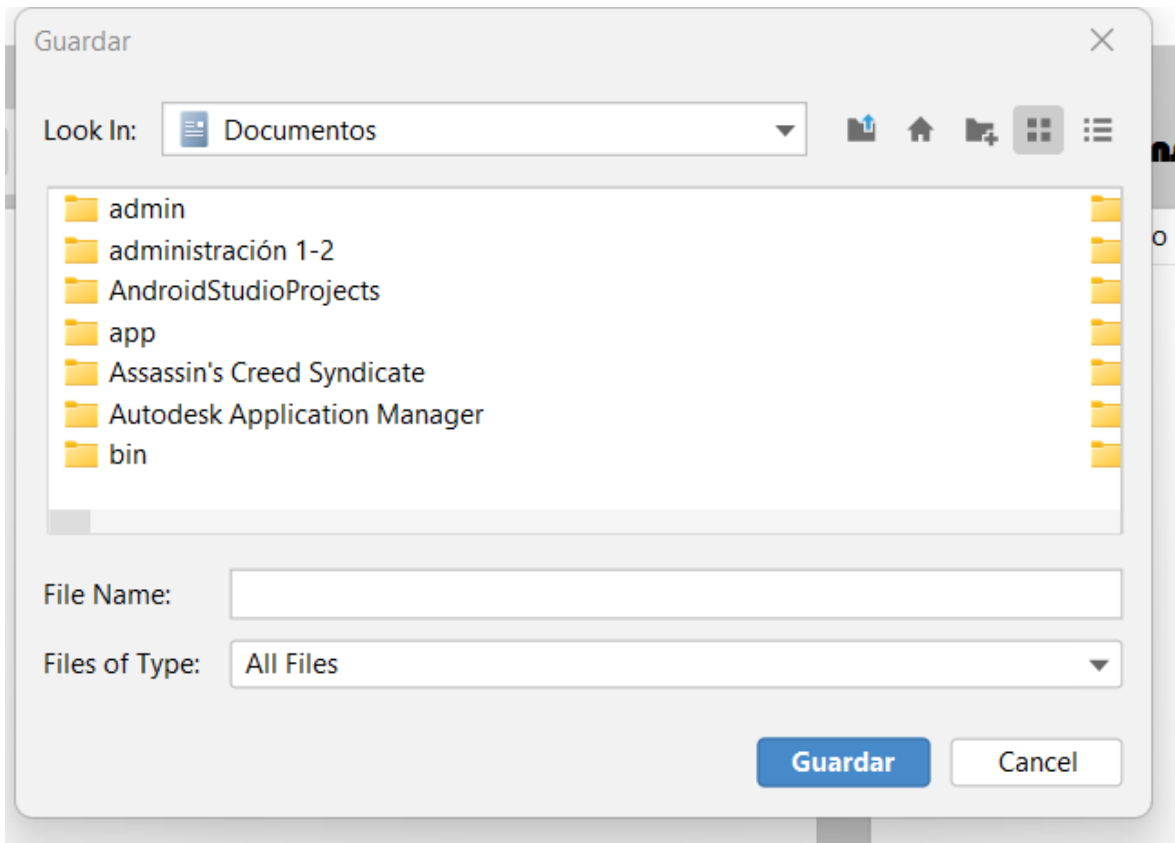 Guardar
Look In: Documentos
admin
administración 1-2
AndroidStudioProjects
app
Assassin's Creed Syndicate
Autodesk Application Manager
bin
File Name:
Files of Type: All Files
Guardar Cancel